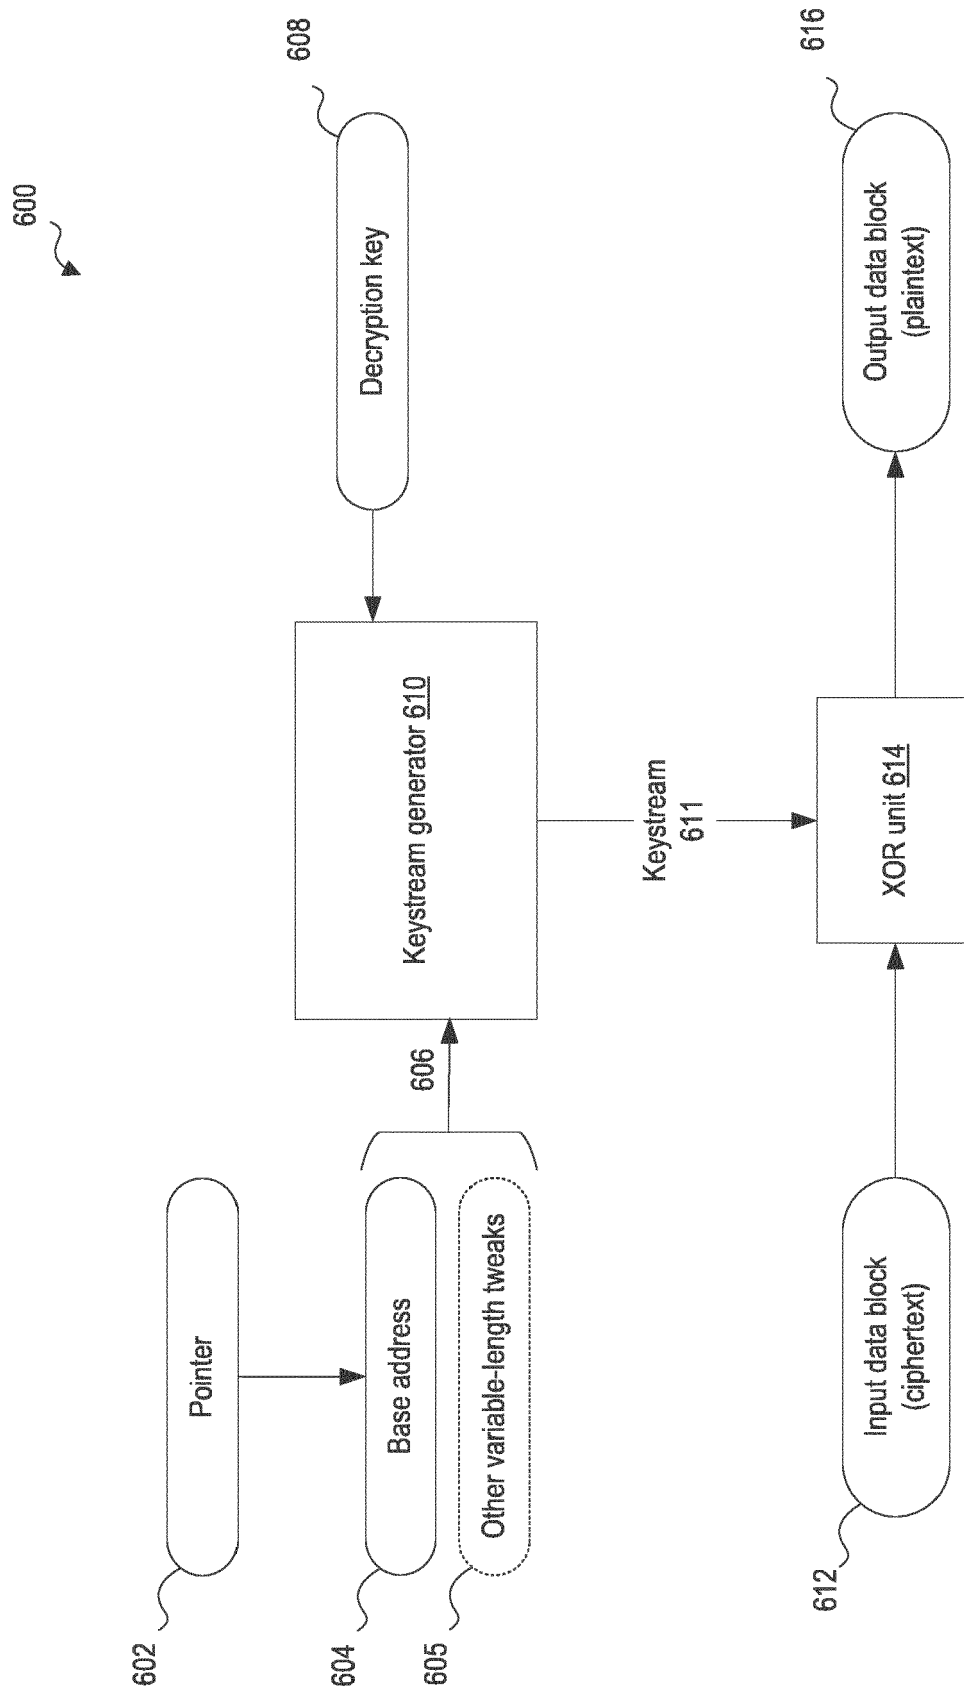 600
602
Pointer
604
Base address
605
Other variable-length tweaks
606
Keystream generator 610
Decryption key
608
Keystream
611
612
Input data block
(ciphertext)
XOR unit 614
Output data block
(plaintext)
616